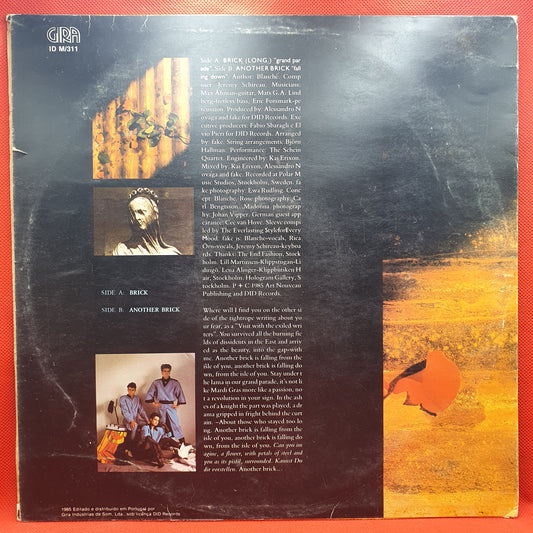 GIRA
ID M/311
Side A. BRICK (LONG) "grand par
ade". Side B. ANOTHER BRICK "fall
ing down". Author: Blanche. Comp
oser Jeremy Schireau. Musicians:
Max Åhman-guitar, Mats G.A. Lind
berg-fretless bass, Eric Forsmark-pe
rcussion. Produced by Alessandro N
ovaga and fake for DID Records. Exe
cutive producers: Fabio Sbaragli e El
vio Pieri for DID Records. Arranged
by: fake. String arrangements: Björn
Hallman. Performance: The Schein
Quartet. Engineered by: Kai Erixon.
Mixed by: Kai Erixon, Alessandro N
ovaga and fake. Recorded at Polar M
usic Studios, Stockholm, Sweden. fa
ke photography: Ewa Rudling. Conc
ept: Blanche. Rose photography: Ca
rl Bengtsson. Madonna photograp
hy: Johan Vipper. German guest app
earance: Cee van Hove. Sleeve compi
led by The Everlasting StyleforEvery
Mood. fake is: Blanche-vocals, Rica
Örn-vocals, Jeremy Schireau-keyboa
rds. Thanks: The End Fashion, Stock
holm. Lill Martinsen-Klippstugan-Li
dingö. Lena Alinger-Klippbutiken H
air, Stockholm. Hologram Gallery, S
tockholm. P + C 1985 Art Nouveau
Publishing and DID Records.
SIDE A: BRICK
SIDE B: ANOTHER BRICK
Where will I find you on the other si
de of the tightrope writing about yo
ur fear, as a "Visit with the exiled wri
ters". You survived all the burning fie
lds of dissidents in the East and arriv
ed as the beauty, into the gap-with
me. Another brick is falling from the
isle of you, another brick is falling do
wn, from the isle of you. Stay under t
he lama in our grand parade, it's not li
ke Mardi Gras more like a passion, no
t a revolution in your sign. In the ash
es of a knight the part was played, a dr
ama gripped in fright behind the curt
ain. –About those who stayed too lo
ng. Another brick is falling from the
isle of you, another brick is falling do
wn, from the isle of you. Can you im
agine, a flower, with petals of steel and
you as its pistil, surrounded. Kannst Du
dir vorstellen. Another brick...
1985 Editado e distribuído em Portugal por
Gira Indústrias de Som, Lda., sob licença DID Records